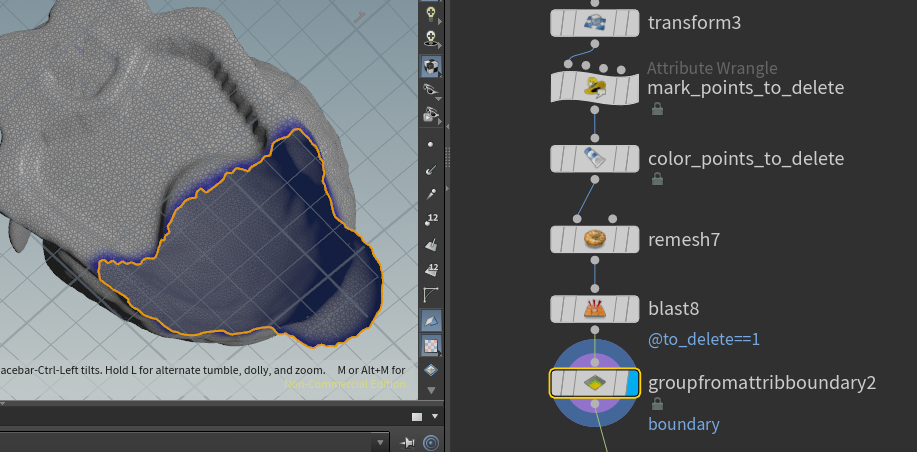 transform3
Attribute Wrangle
mark_points_to_delete
color_points_to_delete
remesh7
blast8
@to_delete==1
groupfromattribboundary2
boundary
12
12
acebar-Ctrl-Left tilts. Hold L for alternate tumble, dolly, and zoom. M or Alt+M for
Non-Commercial Edition